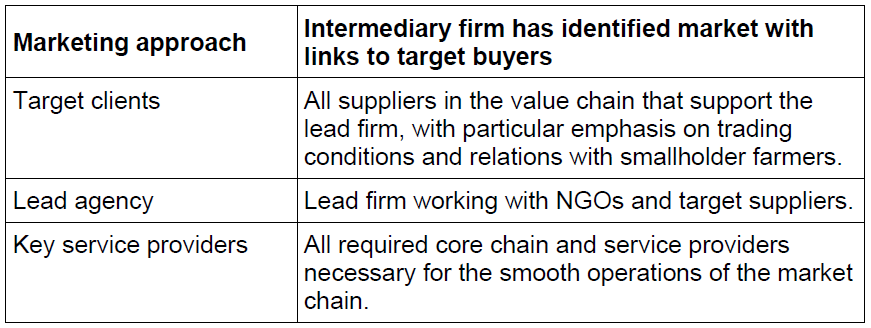 Marketing approach
Intermediary firm has identified market with
links to target buyers
Target clients
All suppliers in the value chain that support the
lead firm, with particular emphasis on trading
conditions and relations with smallholder farmers.
Lead agency
Lead firm working with NGOs and target suppliers.
Key service providers
All required core chain and service providers
necessary for the smooth operations of the market
chain.